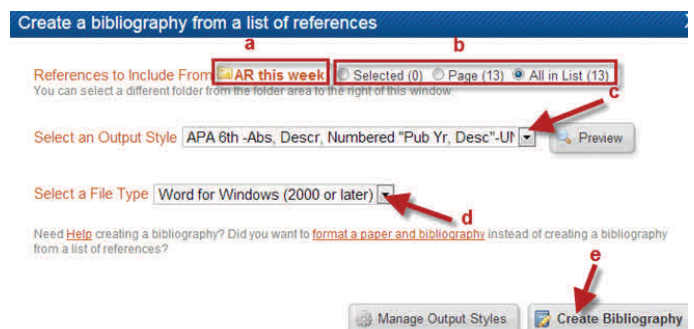 Create a bibliography from a list of references
a b
References to Include From AR this week Selected (0) Page (13) All in List (13)
You can select a different folder from the folder area to the right of this window.
c
Select an Output Style APA 6th -Abs, Descr, Numbered "Pub Yr, Desc"-UN Preview
Select a File Type Word for Windows (2000 or later)
d
Need Help creating a bibliography? Did you want to format a paper and bibliography instead of creating a bibliography
from a list of references?
e
Manage Output Styles Create Bibliography